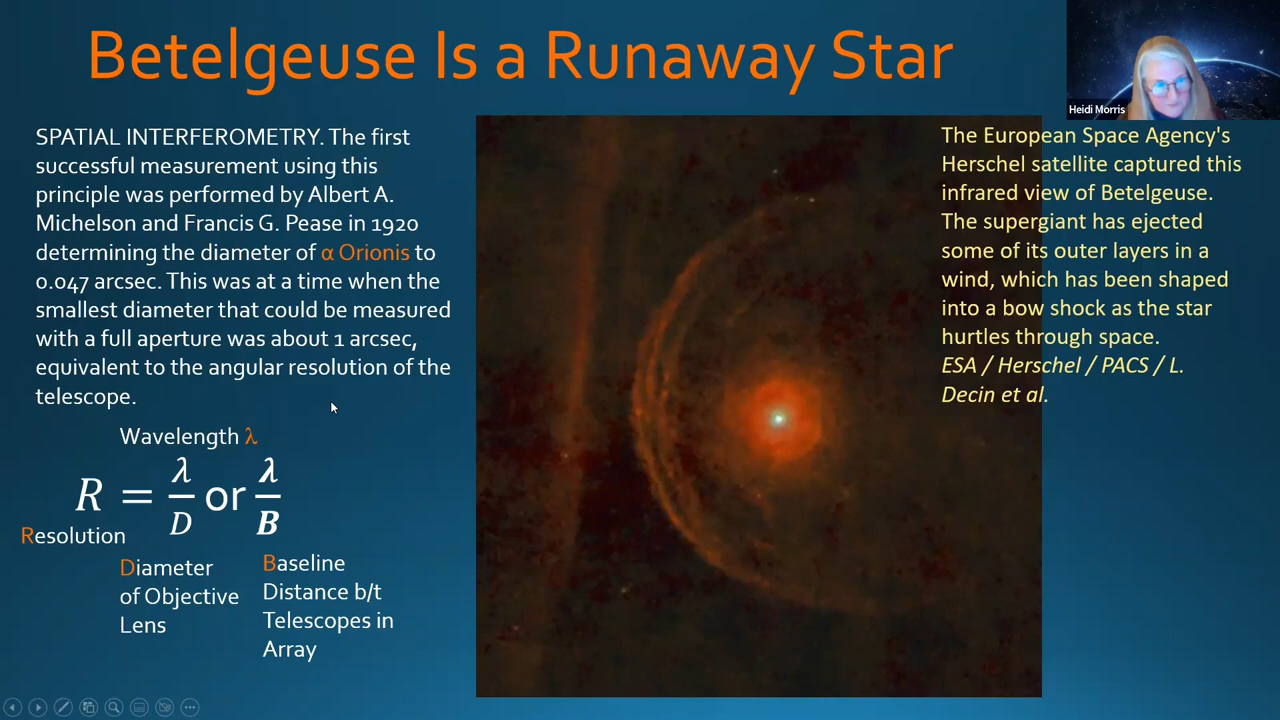 Betelgeuse Is a Runaway Star
Heidi Morris
SPATIAL INTERFEROMETRY. The first
successful measurement using this
principle was performed by Albert A.
Michelson and Francis G. Pease in 1920
determining the diameter of α Orionis to
0.047 arcsec. This was at a time when the
smallest diameter that could be measured
with a full aperture was about 1 arcsec,
equivalent to the angular resolution of the
telescope.
Wavelength λ
R = λ/D or λ/B
Resolution
Diameter
of Objective
Lens
Baseline
Distance b/t
Telescopes in
Array
The European Space Agency's
Herschel satellite captured this
infrared view of Betelgeuse.
The supergiant has ejected
some of its outer layers in a
wind, which has been shaped
into a bow shock as the star
hurtles through space.
ESA / Herschel / PACS / L.
Decin et al.